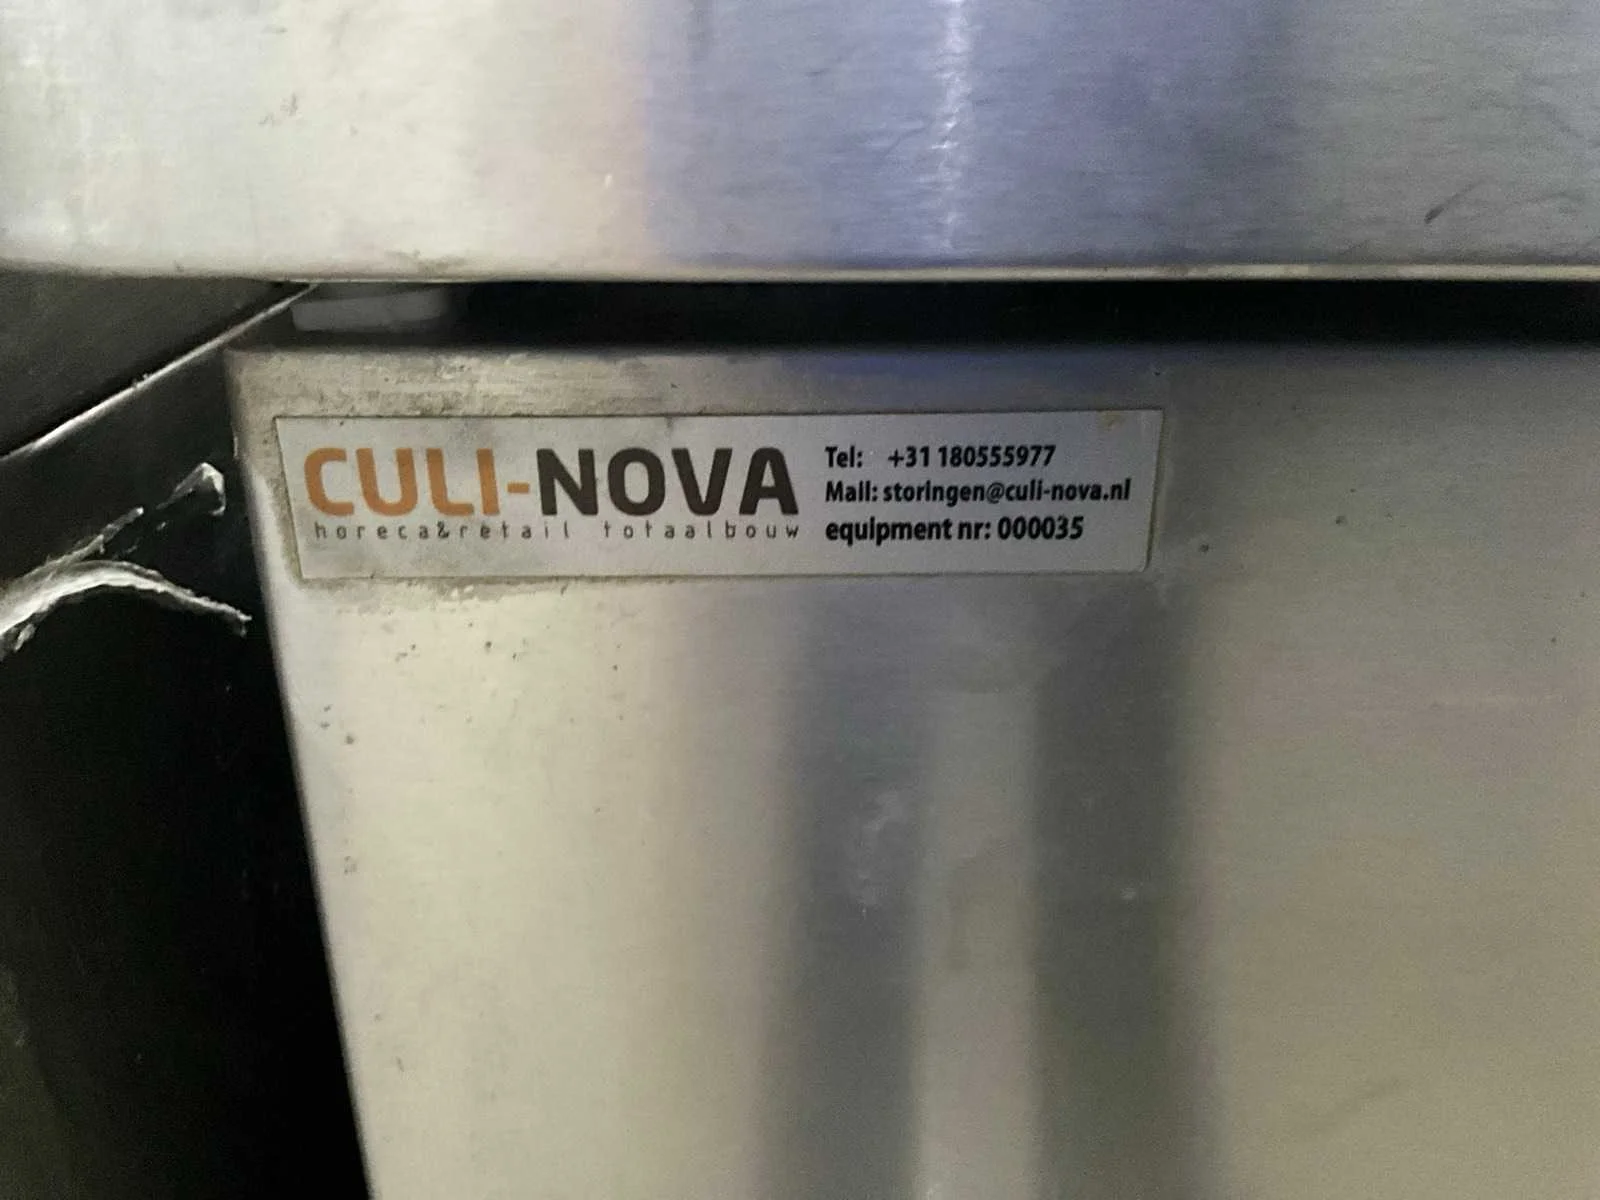 CULI-NOVA
horeca&retail totaalbouw
Tel: +31 180555977
Mail: storingen@culi-nova.nl
equipment nr: 000035